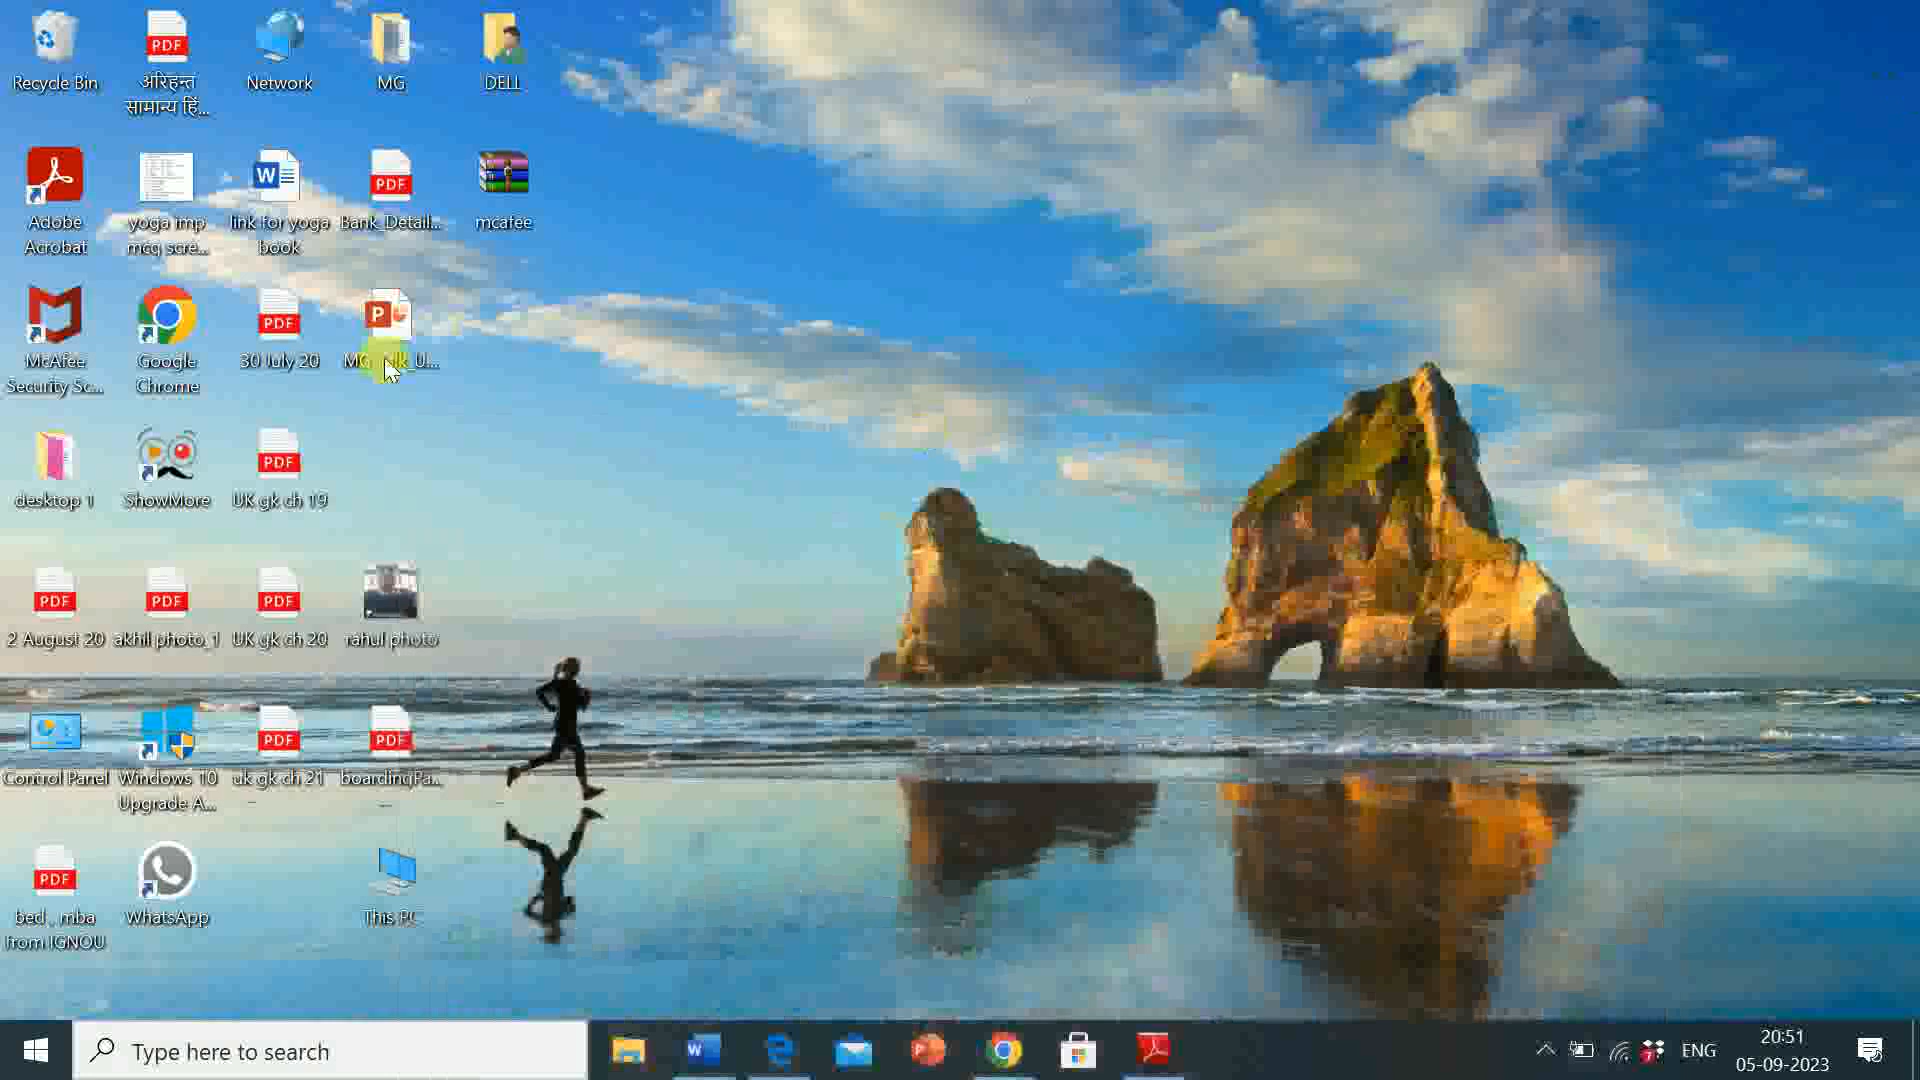 Recycle Bin
PDF
अरिहन्त
सामान्य हिं...
Network
MG
DELL
Adobe
Acrobat
yoga imp
mcq scre...
W
link for yoga
book
PDF
Bank_Detail...
mcafee
McAfee
Security Sc...
Google
Chrome
PDF
30 July 20
P
desktop 1
ShowMore
PDF
UK gk ch 19
PDF
2 August 20
PDF
akhil photo_1
PDF
UK gk ch 20
rahul photo
Control Panel
Windows 10
Upgrade A...
PDF
uk gk ch 21
PDF
boardingPa...
PDF
bed , mba
from IGNOU
WhatsApp
This PC
Type here to search
W
P
7
ENG
20:51
05-09-2023